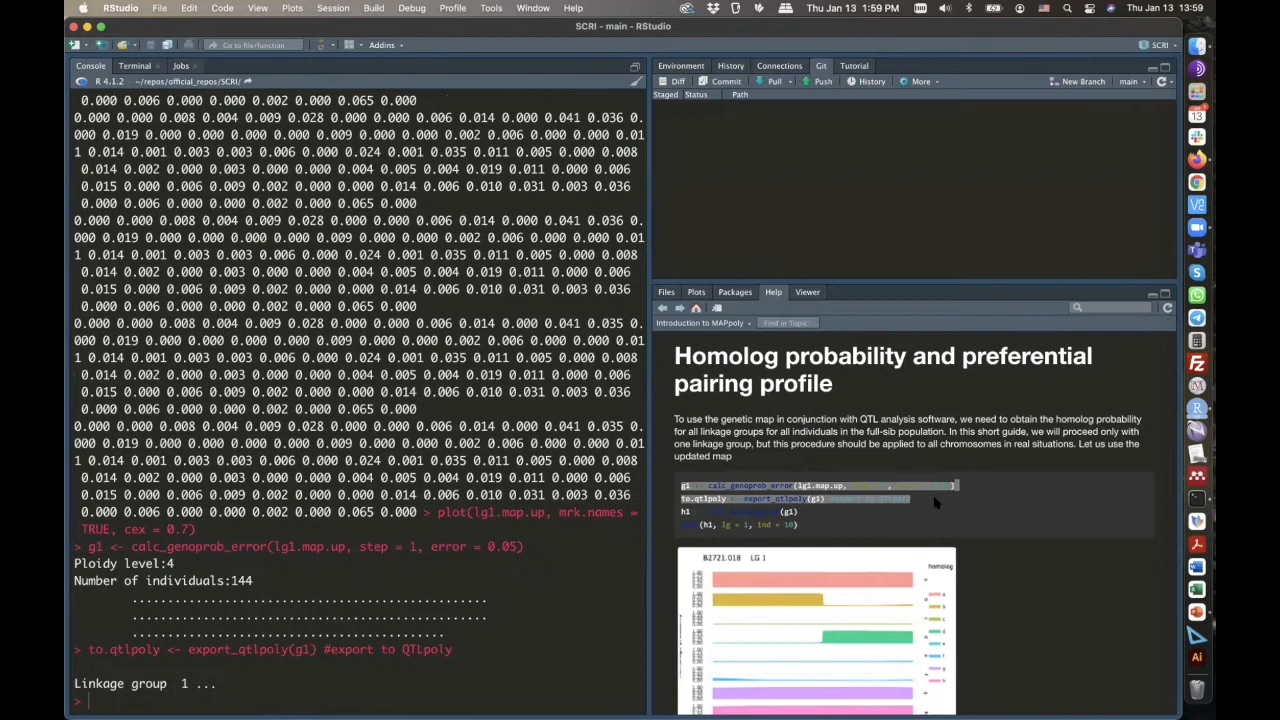 RStudio File Edit Code View Plots Session Build Debug Profile Tools Window Help Thu Jan 13 1:59 PM Thu Jan 13 13:59
SCRI - main - RStudio
Go to file/function Addins SCRI
Console Terminal Jobs
R 4.1.2 ~/repos/official_repos/SCRI/
0.000 0.006 0.000 0.000 0.002 0.000 0.065 0.000
0.000 0.000 0.008 0.004 0.009 0.028 0.000 0.000 0.006 0.014 0.000 0.041 0.036 0.
000 0.019 0.000 0.000 0.000 0.000 0.009 0.000 0.000 0.002 0.006 0.000 0.000 0.01
1 0.014 0.001 0.003 0.003 0.006 0.000 0.024 0.001 0.035 0.011 0.005 0.000 0.008
0.014 0.002 0.000 0.003 0.000 0.000 0.004 0.005 0.004 0.019 0.011 0.000 0.006
0.015 0.000 0.006 0.009 0.002 0.000 0.014 0.006 0.010 0.031 0.003 0.036
0.000 0.006 0.000 0.000 0.002 0.000 0.065 0.000
0.000 0.000 0.008 0.004 0.009 0.028 0.000 0.000 0.006 0.014 0.000 0.041 0.036 0.
000 0.019 0.000 0.000 0.000 0.000 0.009 0.000 0.000 0.002 0.006 0.000 0.000 0.01
1 0.014 0.001 0.003 0.003 0.006 0.000 0.024 0.001 0.035 0.011 0.005 0.000 0.008
0.014 0.002 0.000 0.003 0.000 0.000 0.004 0.005 0.004 0.019 0.011 0.000 0.006
0.015 0.000 0.006 0.009 0.002 0.000 0.014 0.006 0.010 0.031 0.003 0.036
0.000 0.006 0.000 0.000 0.002 0.000 0.065 0.000
0.000 0.000 0.008 0.004 0.009 0.028 0.000 0.000 0.006 0.014 0.000 0.041 0.035 0.
000 0.019 0.000 0.000 0.000 0.000 0.009 0.000 0.000 0.002 0.006 0.000 0.000 0.01
1 0.014 0.001 0.003 0.003 0.006 0.000 0.024 0.001 0.035 0.011 0.005 0.000 0.008
0.014 0.002 0.000 0.003 0.000 0.000 0.004 0.005 0.004 0.019 0.011 0.000 0.006
0.015 0.000 0.006 0.009 0.002 0.000 0.014 0.006 0.010 0.031 0.003 0.036
0.000 0.006 0.000 0.000 0.002 0.000 0.065 0.000
0.000 0.000 0.008 0.004 0.009 0.028 0.000 0.000 0.006 0.014 0.000 0.041 0.035 0.
000 0.019 0.000 0.000 0.000 0.000 0.009 0.000 0.000 0.002 0.006 0.000 0.000 0.01
1 0.014 0.001 0.003 0.003 0.006 0.000 0.024 0.001 0.035 0.011 0.005 0.000 0.008
0.014 0.002 0.000 0.003 0.000 0.000 0.004 0.005 0.004 0.019 0.011 0.000 0.006
0.015 0.000 0.006 0.009 0.002 0.000 0.014 0.006 0.010 0.031 0.003 0.036
0.000 0.006 0.000 0.000 0.002 0.000 0.065 0.000 > plot(lg1.map.up, mrk.names =
TRUE, cex = 0.7)
> g1 <- calc_genoprob_error(lg1.map.up, step = 1, error = 0.05)
Ploidy level:4
Number of individuals:144
..................................................
..................................................
..................................................
> to.qtlpoly <- export_qtlpoly(g1) #export to QTLpoly
Linkage group 1 ...
>
Environment History Connections Git Tutorial
Diff Commit Pull Push History More New Branch main
Staged Status Path
Files Plots Packages Help Viewer
Introduction to MAPpoly Find in Topic
Homolog probability and preferential
pairing profile
To use the genetic map in conjunction with QTL analysis software, we need to obtain the homolog probability
for all linkage groups for all individuals in the full-sib population. In this short guide, we will proceed only with
one linkage group, but this procedure should be applied to all chromosomes in real situations. Let us use the
updated map
g1 <- calc_genoprob_error(lg1.map.up,
to.qtlpoly <- export_qtlpoly(g1) #export to QTLpoly
h1 (g1)
(h1, lg = 1, ind = 10)
B2721.018 LG 1
homolog
a
b
c
d
e
f
g
h